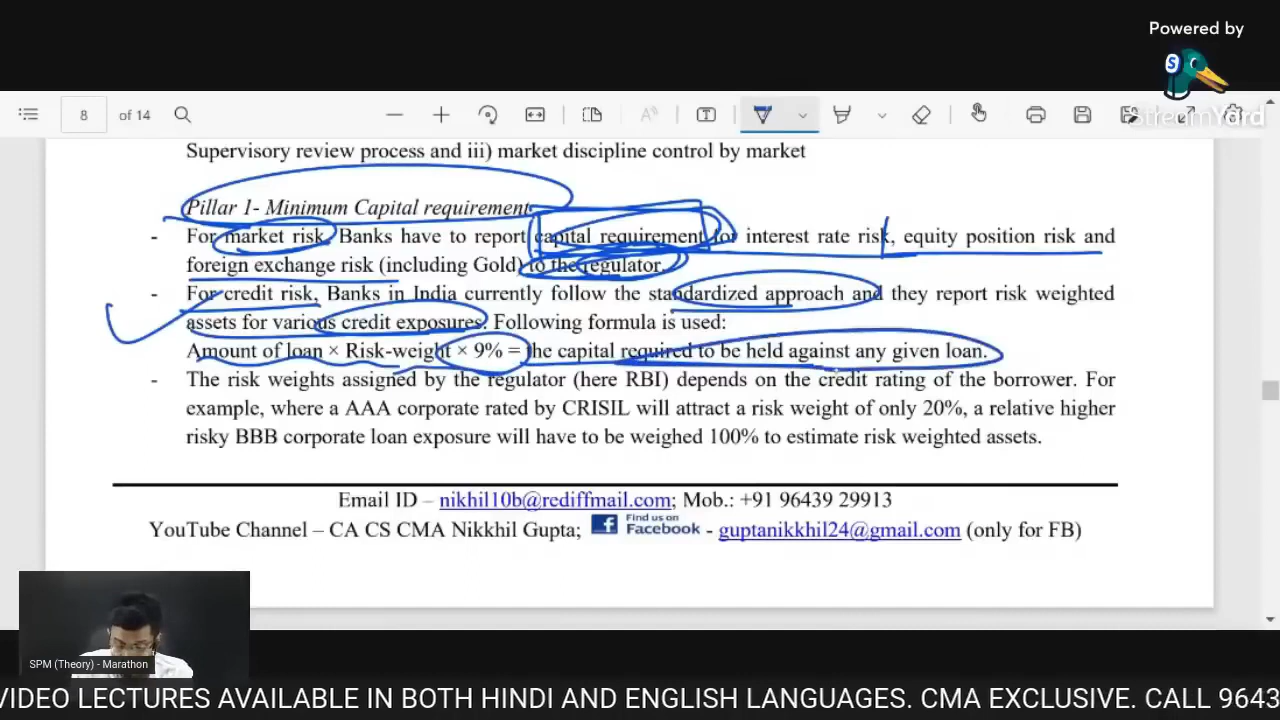 Powered by
StreamYard
8 of 14
Supervisory review process and iii) market discipline control by market
Pillar 1- Minimum Capital requirement
- For market risk, Banks have to report capital requirement for interest rate risk, equity position risk and
foreign exchange risk (including Gold) to the regulator.
- For credit risk, Banks in India currently follow the standardized approach and they report risk weighted
assets for various credit exposures. Following formula is used:
Amount of loan × Risk-weight × 9% = the capital required to be held against any given loan.
- The risk weights assigned by the regulator (here RBI) depends on the credit rating of the borrower. For
example, where a AAA corporate rated by CRISIL will attract a risk weight of only 20%, a relative higher
risky BBB corporate loan exposure will have to be weighed 100% to estimate risk weighted assets.
Email ID – nikhil10b@rediffmail.com; Mob.: +91 96439 29913
YouTube Channel – CA CS CMA Nikkhil Gupta; Find us on Facebook - guptanikkhil24@gmail.com (only for FB)
SPM (Theory) - Marathon
VIDEO LECTURES AVAILABLE IN BOTH HINDI AND ENGLISH LANGUAGES. CMA EXCLUSIVE. CALL 9643